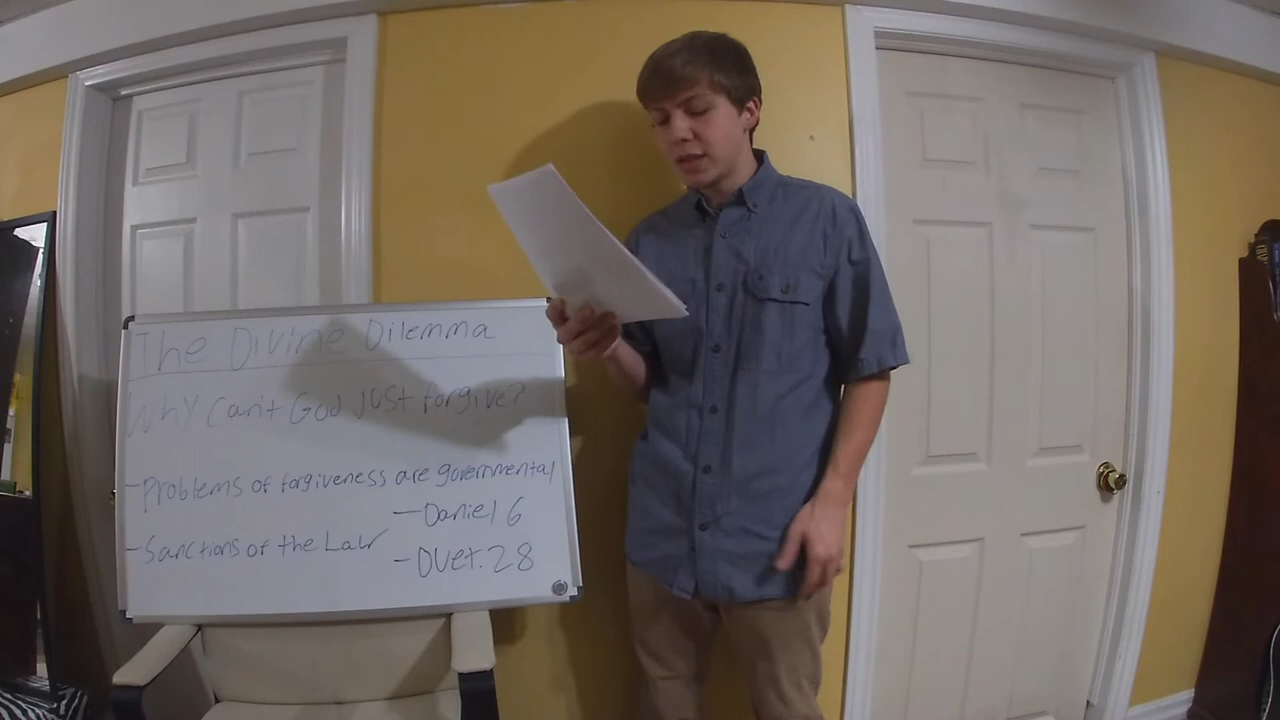 The Divine Dilemma
Why can't God just forgive?
-Problems of forgiveness are governmental
-Daniel 6
-Sanctions of the Law
-Duet. 28